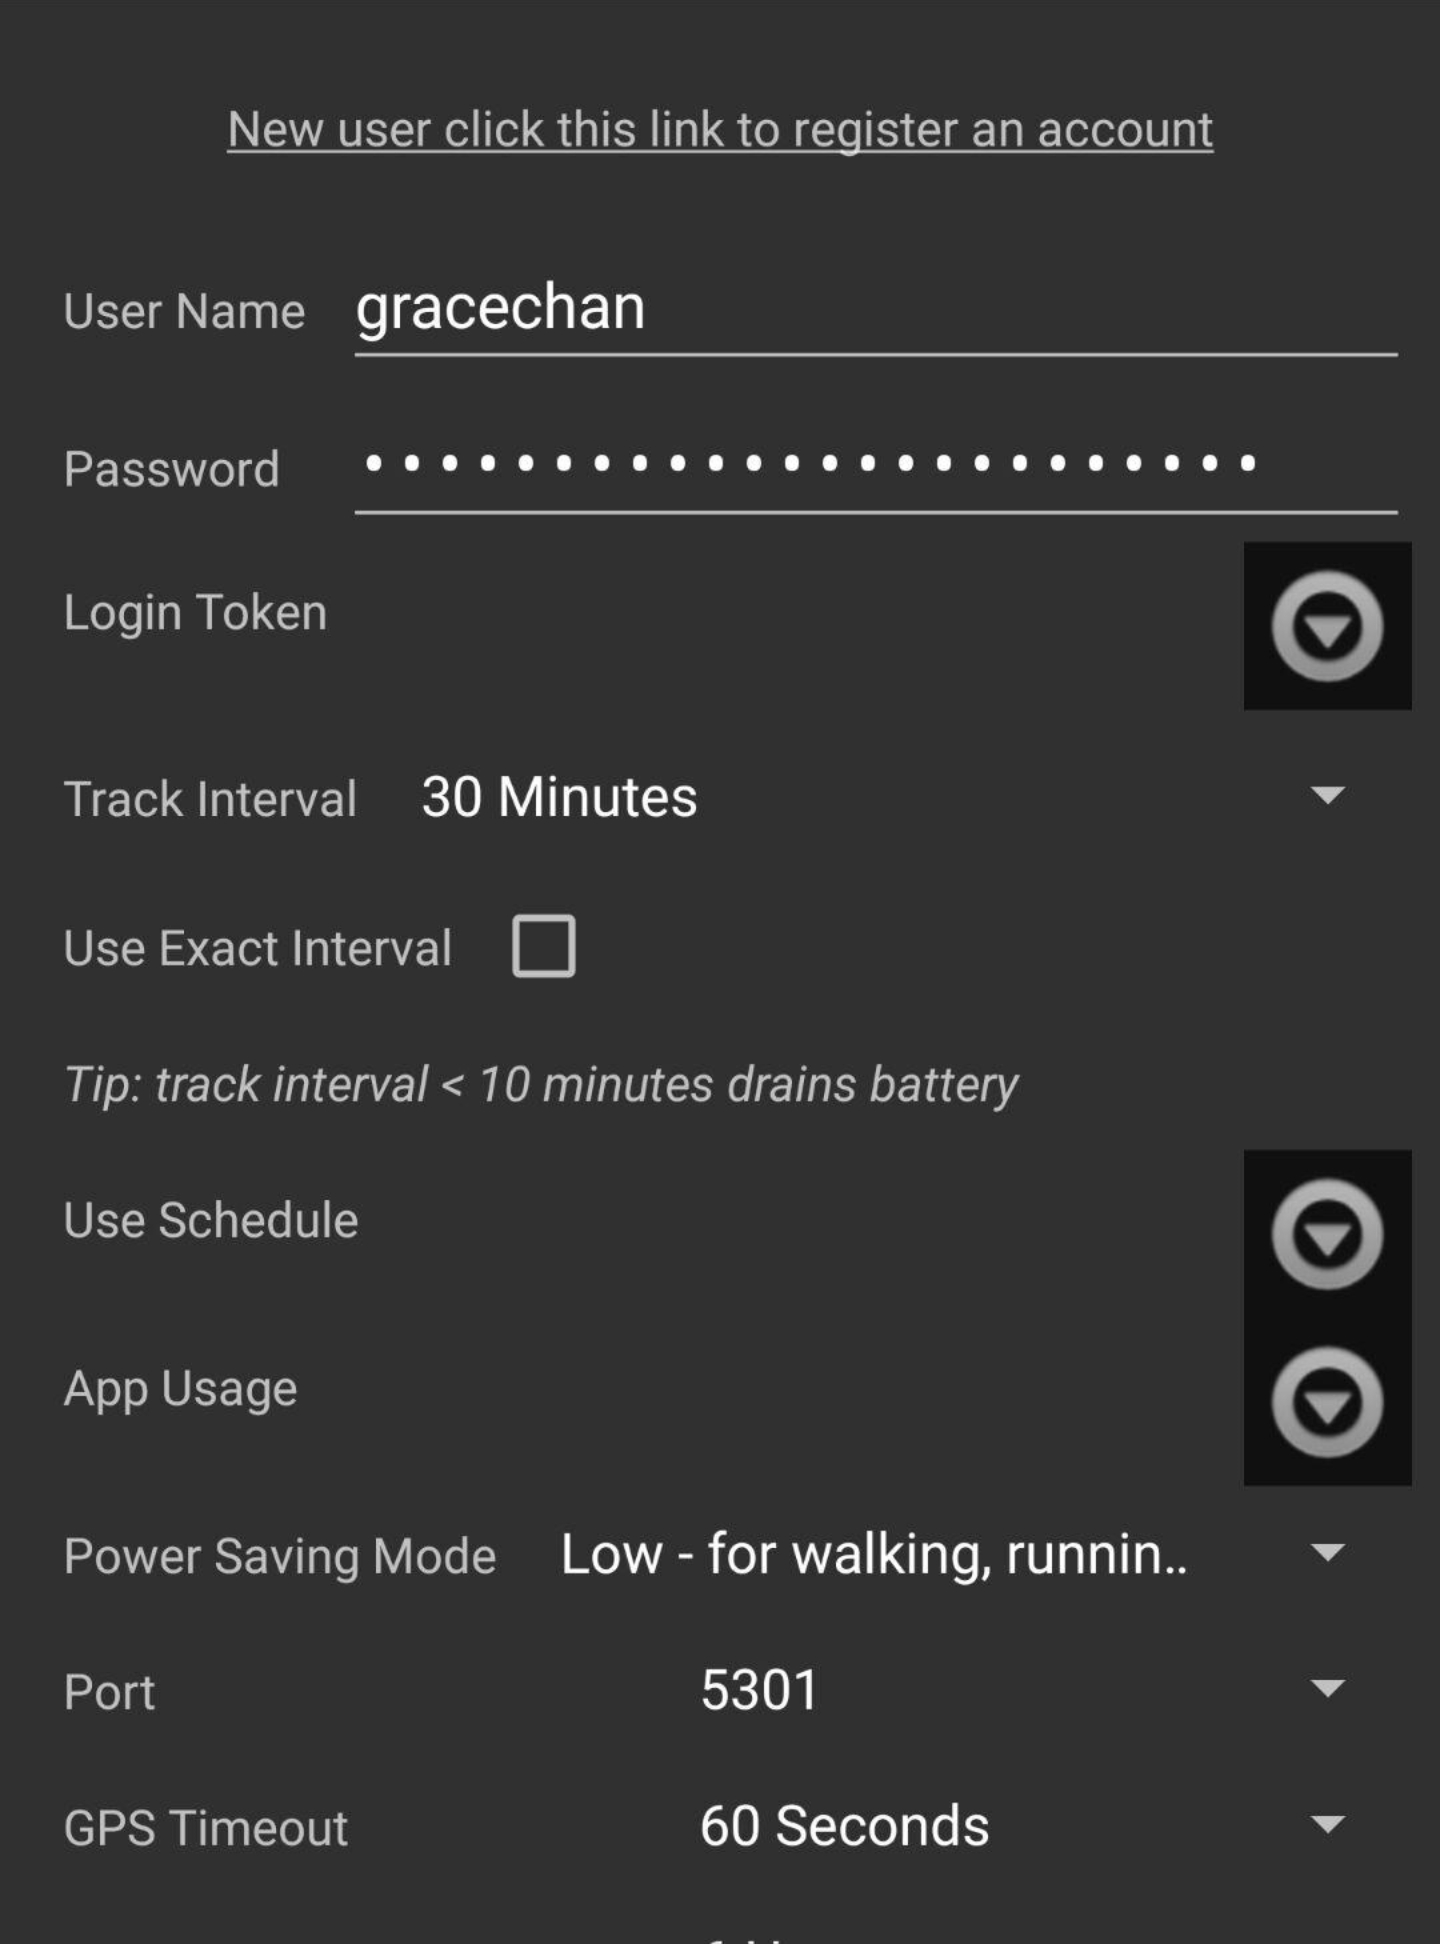 New user click this link to register an account
User Name gracechan
Password ••••••••••••••••••••••••
Login Token
Track Interval 30 Minutes
Use Exact Interval
Tip: track interval < 10 minutes drains battery
Use Schedule
App Usage
Power Saving Mode Low - for walking, runnin..
Port 5301
GPS Timeout 60 Seconds